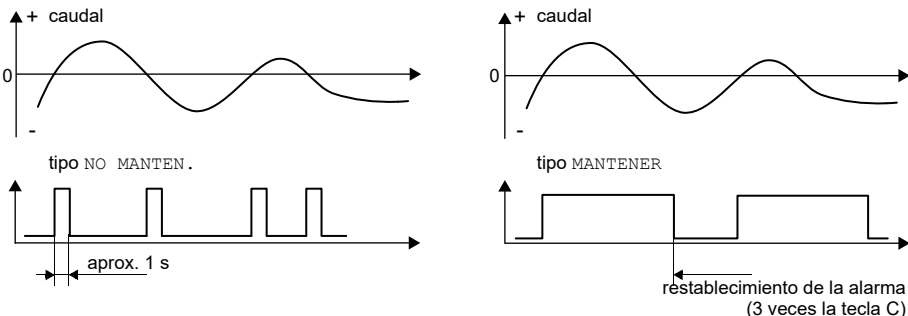 + caudal
0
-
tipo NO MANTEN.
aprox. 1 s
+ caudal
0
-
tipo MANTENER
restablecimiento de la alarma
(3 veces la tecla C)